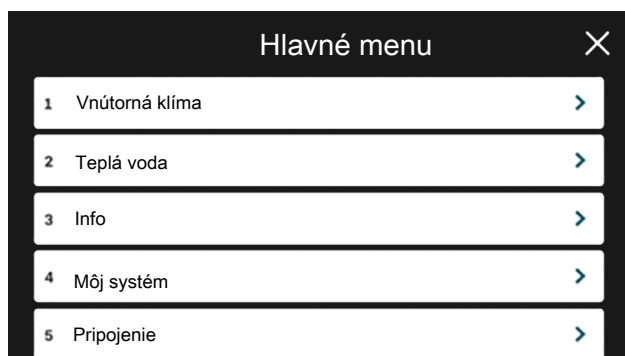 Hlavné menu
1 Vnútorná klíma
2 Teplá voda
3 Info
4 Môj systém
5 Pripojenie